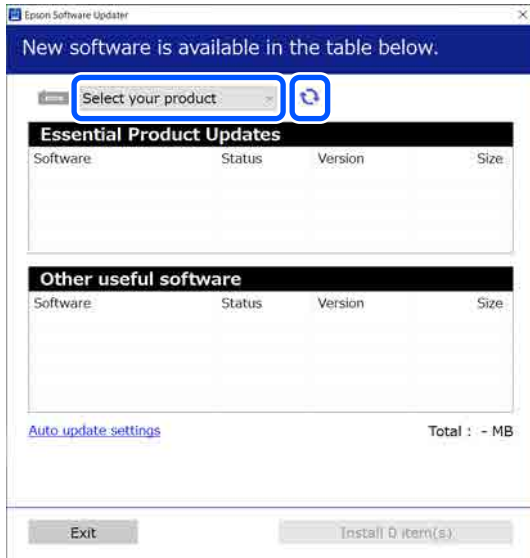 Epson Software Updater
New software is available in the table below.
Select your product
Essential Product Updates
Software Status Version Size
Other useful software
Software Status Version Size
Auto update settings Total : - MB
Exit Install 0 item(s)